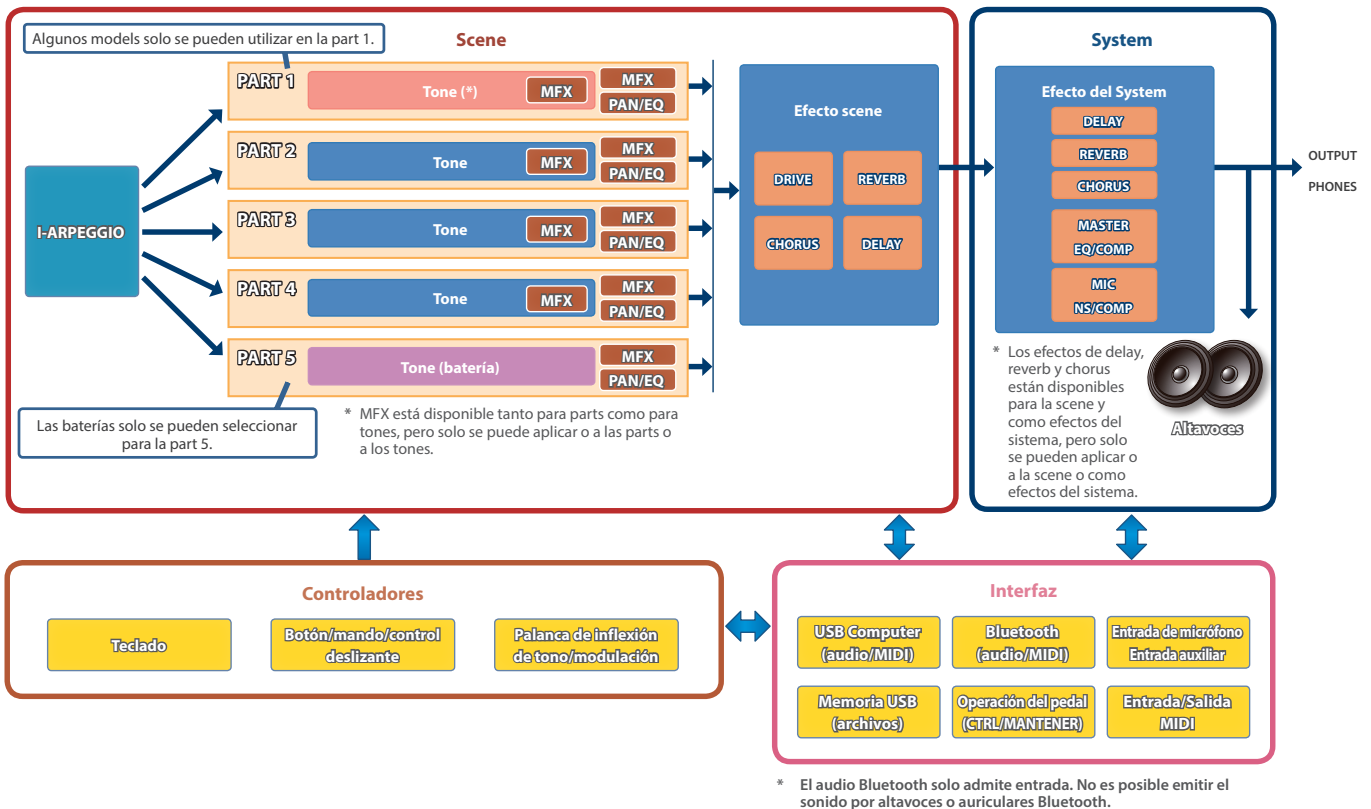 Algunos models solo se pueden utilizar en la part 1.
Scene
PART 1
Tone (*)
MFX
MFX
PAN/EQ
PART 2
Tone
MFX
MFX
PAN/EQ
I-ARPEGGIO
PART 3
Tone
MFX
MFX
PAN/EQ
PART 4
Tone
MFX
MFX
PAN/EQ
PART 5
Tone (batería)
MFX
PAN/EQ
Las baterías solo se pueden seleccionar
para la part 5.
* MFX está disponible tanto para parts como para
tones, pero solo se puede aplicar o a las parts o
a los tones.
Efecto scene
DRIVE
REVERB
CHORUS
DELAY
System
Efecto del System
DELAY
REVERB
CHORUS
MASTER
EQ/COMP
MIC
NS/COMP
OUTPUT
PHONES
* Los efectos de delay,
reverb y chorus
están disponibles
para la scene y
como efectos del
sistema, pero solo
se pueden aplicar o
a la scene o como
efectos del sistema.
Altavoces
Controladores
Teclado
Botón/mando/control
deslizante
Palanca de inflexión
de tono/modulación
Interfaz
USB Computer
(audio/MIDI)
Bluetooth
(audio/MIDI)
Entrada de micrófono
Entrada auxiliar
Memoria USB
(archivos)
Operación del pedal
(CTRL/MANTENER)
Entrada/Salida
MIDI
* El audio Bluetooth solo admite entrada. No es posible emitir el
sonido por altavoces o auriculares Bluetooth.